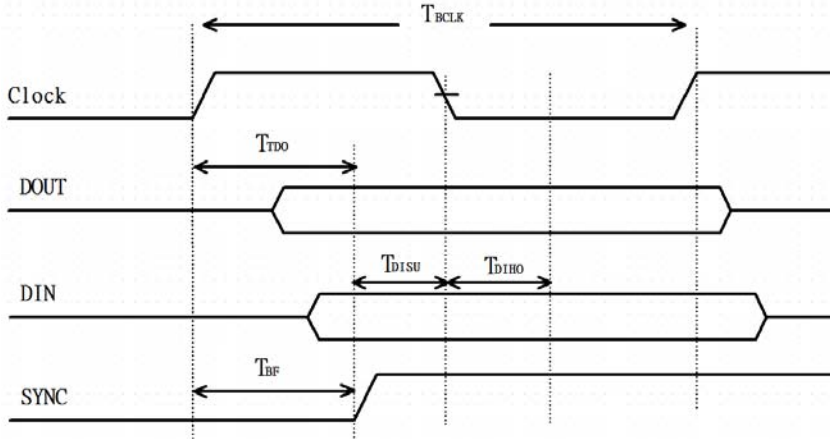 TBCLK
Clock
TTDO
DOUT
TDISU TDIHO
DIN
TBF
SYNC